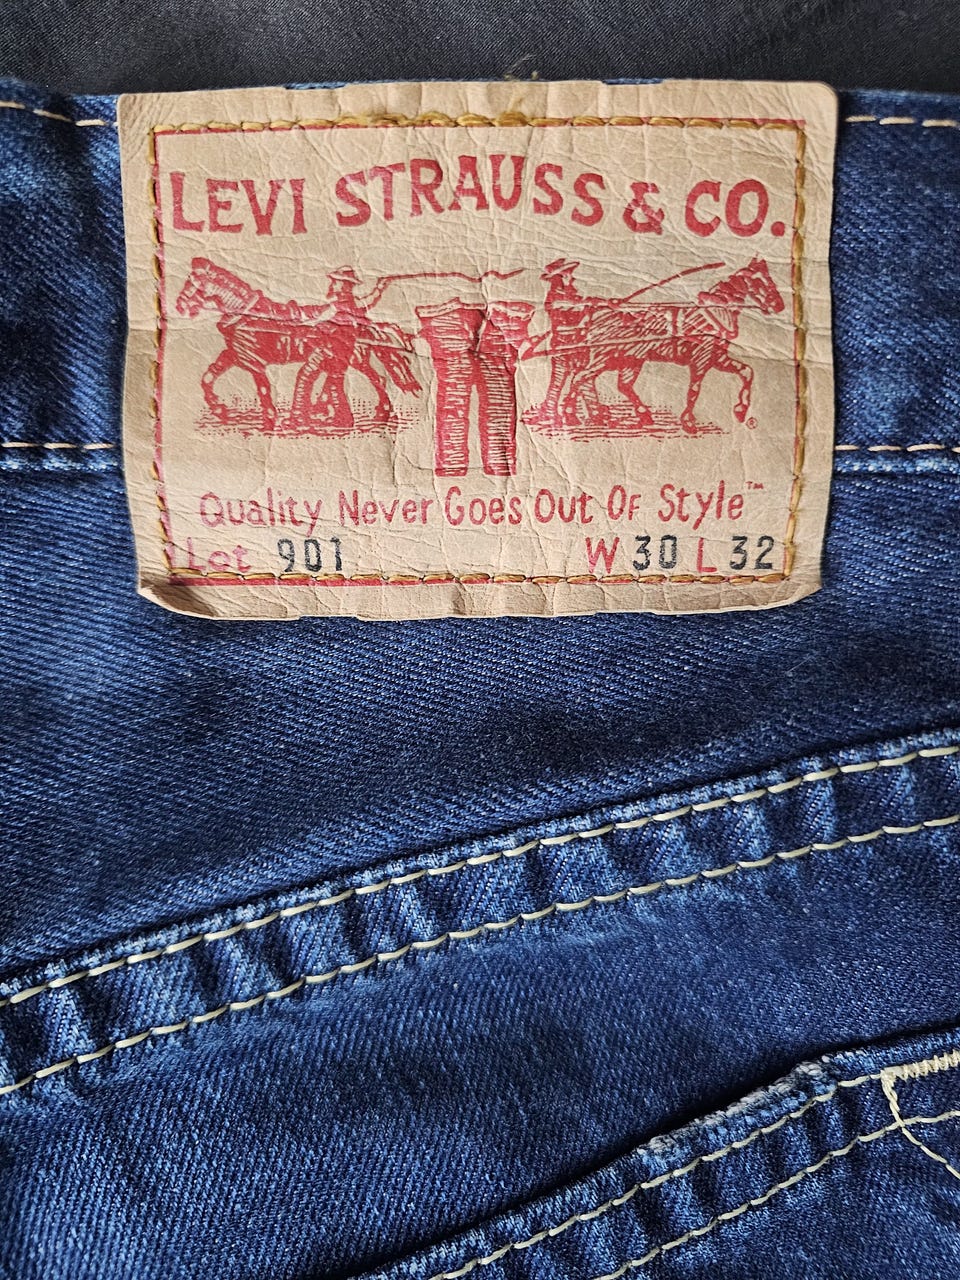 LEVI STRAUSS & CO.
®
Quality Never Goes Out Of Style™
Lot 901 W 30 L 32